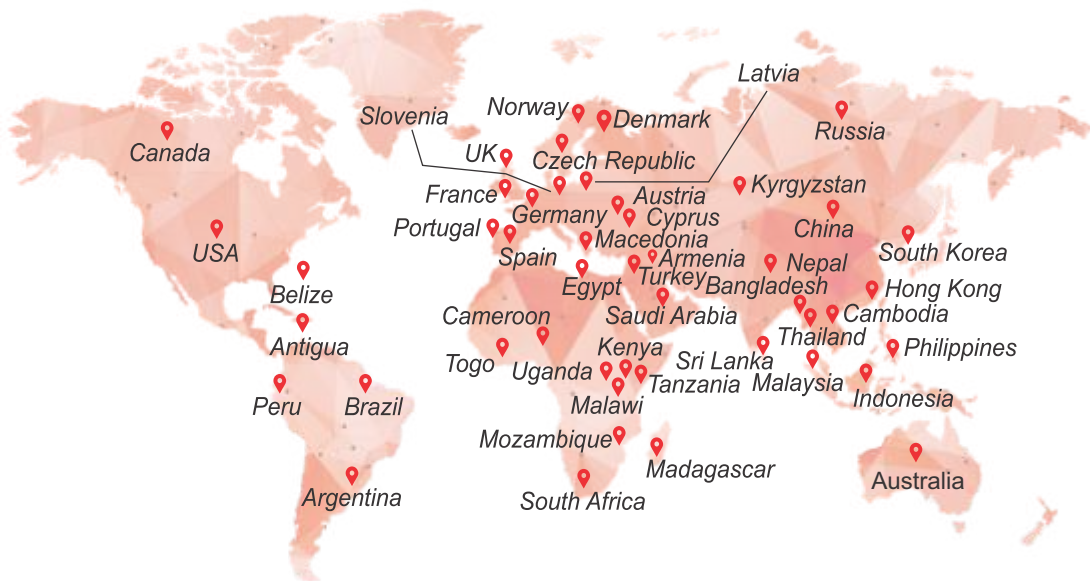 Latvia
Norway
Denmark
Slovenia
Russia
Canada
UK
Czech Republic
France
Austria
Kyrgyzstan
Germany
Cyprus
Portugal
China
USA
Spain
Macedonia
South Korea
Armenia
Nepal
Turkey
Egypt
Bangladesh
Belize
Hong Kong
Cameroon
Saudi Arabia
Cambodia
Thailand
Antigua
Kenya
Philippines
Togo
Uganda
Sri Lanka
Tanzania
Malaysia
Peru
Brazil
Malawi
Indonesia
Mozambique
Madagascar
Australia
Argentina
South Africa